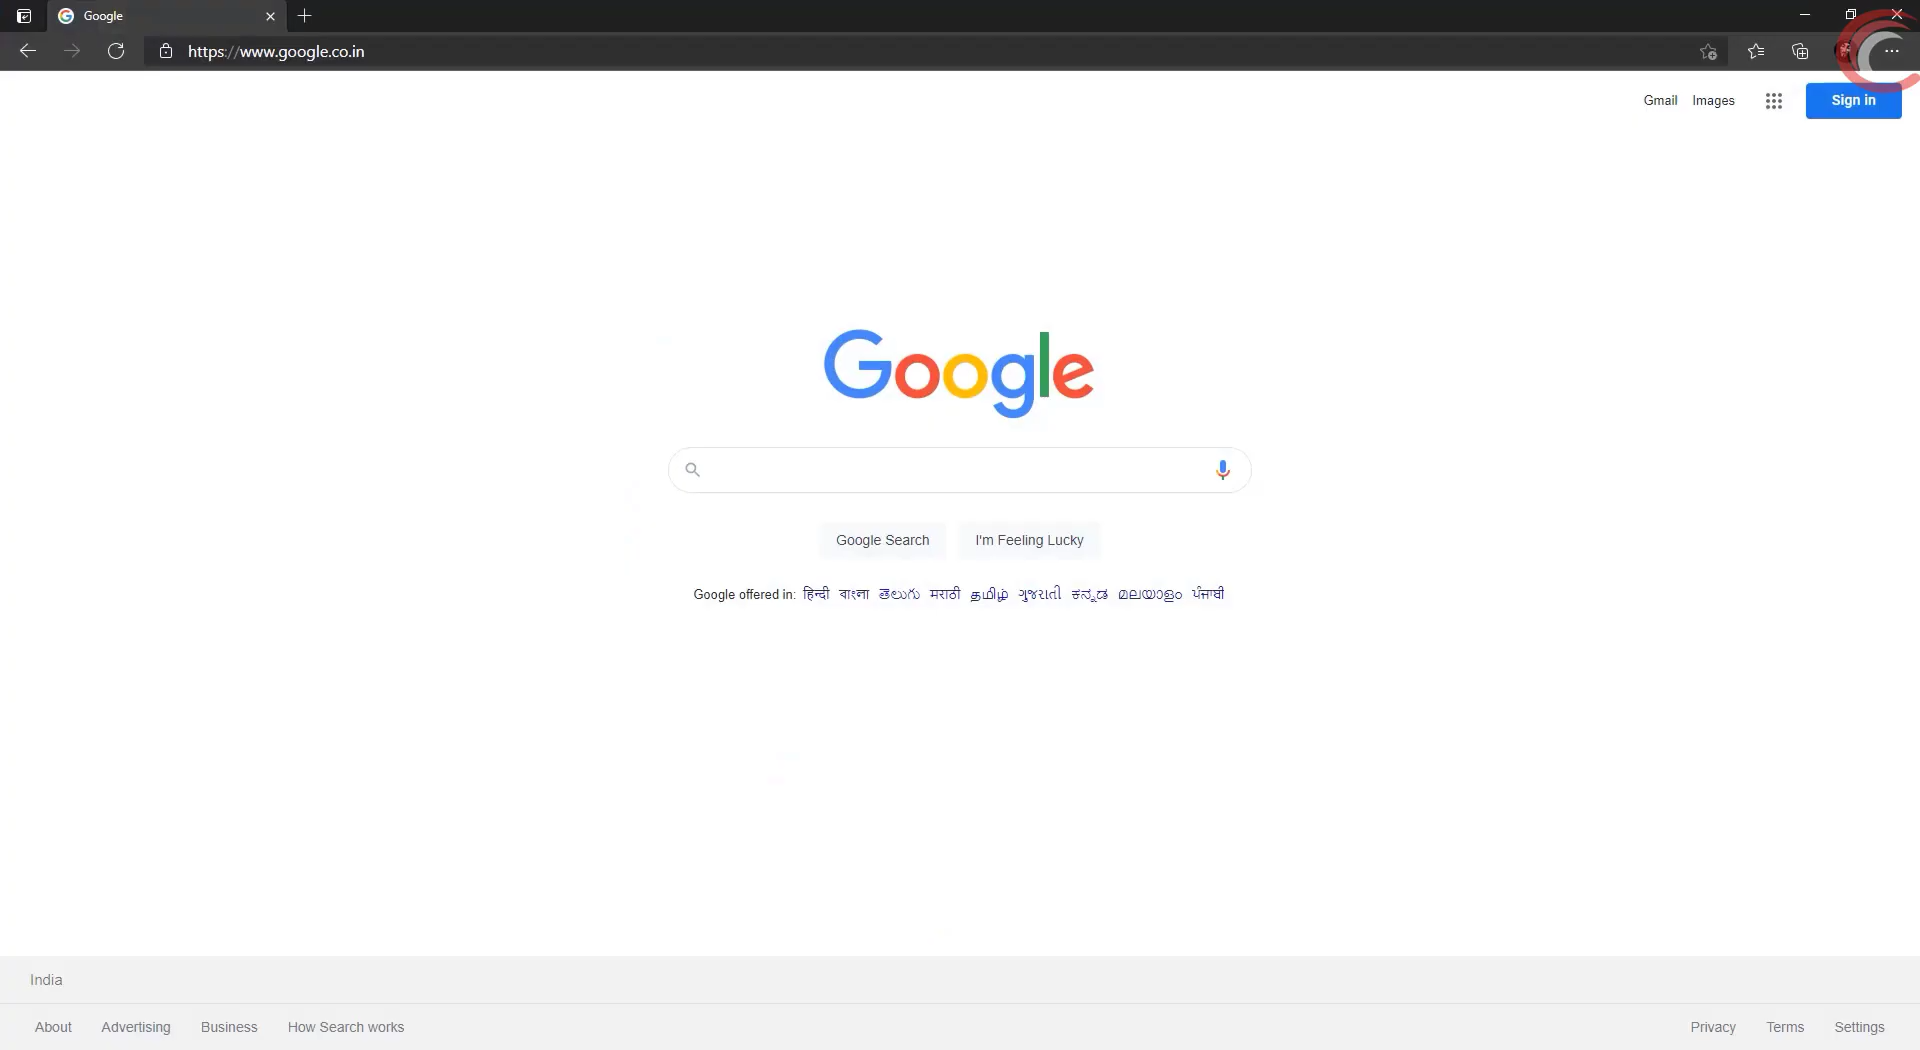 Google
https://www.google.co.in
Gmail Images Sign in
Google
Google Search I'm Feeling Lucky
Google offered in: हिन्दी বাংলা తెలుగు मराठी தமிழ் ગુજરાતી ಕನ್ನಡ മലയാളം ਪੰਜਾਬੀ
India
About Advertising Business How Search works Privacy Terms Settings